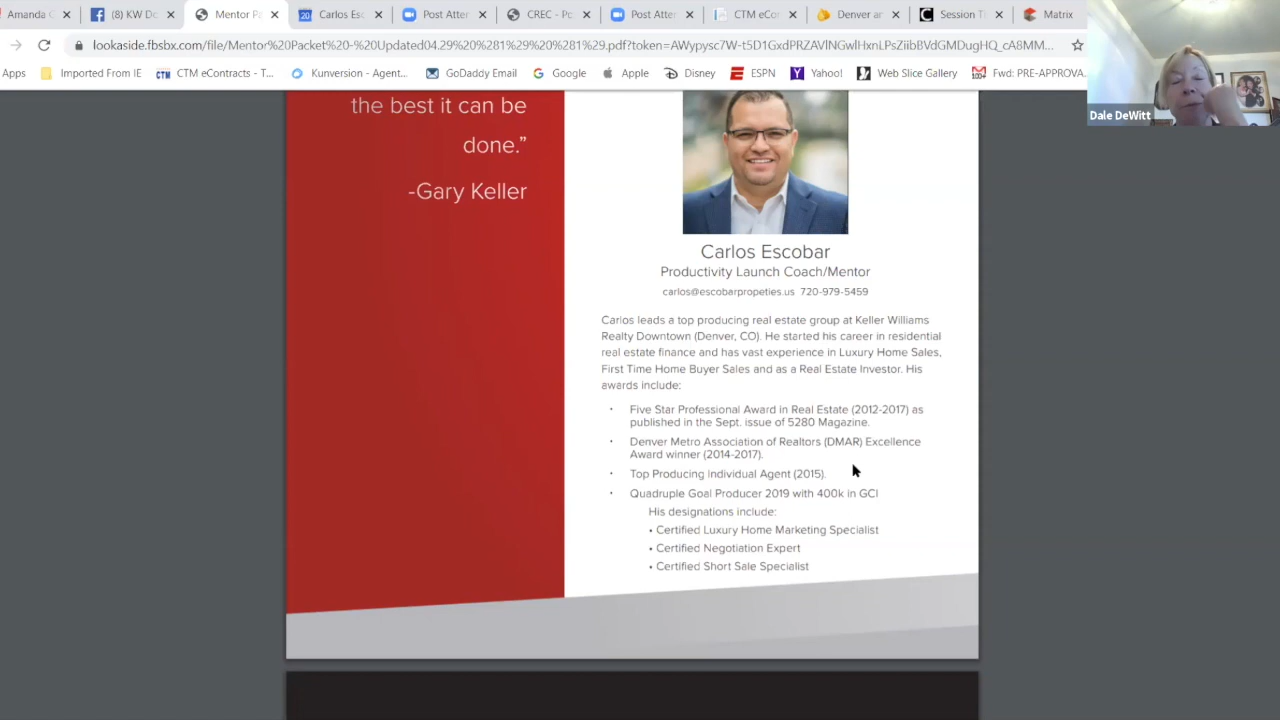 Amanda
(8) KW D
Mentor Pa
20
Carlos Esc
Post Atter
CREC - Po
Post Atter
CTM eCor
Denver ar
Session Ti
Matrix
lookaside.fbsbx.com/file/Mentor%20Packet%20-%20Updated04.29%20%281%29%20%281%29.pdf?token=
Apps
Imported From IE
CTM eContracts - T...
Kunversion - Agent...
GoDaddy Email
Google
Apple
Disney
ESPN
Yahoo!
Web Slice Gallery
Fwd: PRE-APPROVA
Dale DeWitt
the best it can be
done.”
-Gary Keller
Carlos Escobar
Productivity Launch Coach/Mentor
carlos@escobarpropeties.us 720-979-5459
Carlos leads a top producing real estate group at Keller Williams
Realty Downtown (Denver, CO). He started his career in residential
real estate finance and has vast experience in Luxury Home Sales,
First Time Home Buyer Sales and as a Real Estate Investor. His
awards include:
• Five Star Professional Award in Real Estate (2012-2017) as
published in the Sept. issue of 5280 Magazine.
• Denver Metro Association of Realtors (DMAR) Excellence
Award winner (2014-2017).
• Top Producing Individual Agent (2015).
• Quadruple Goal Producer 2019 with 400k in GCI
His designations include:
• Certified Luxury Home Marketing Specialist
• Certified Negotiation Expert
• Certified Short Sale Specialist